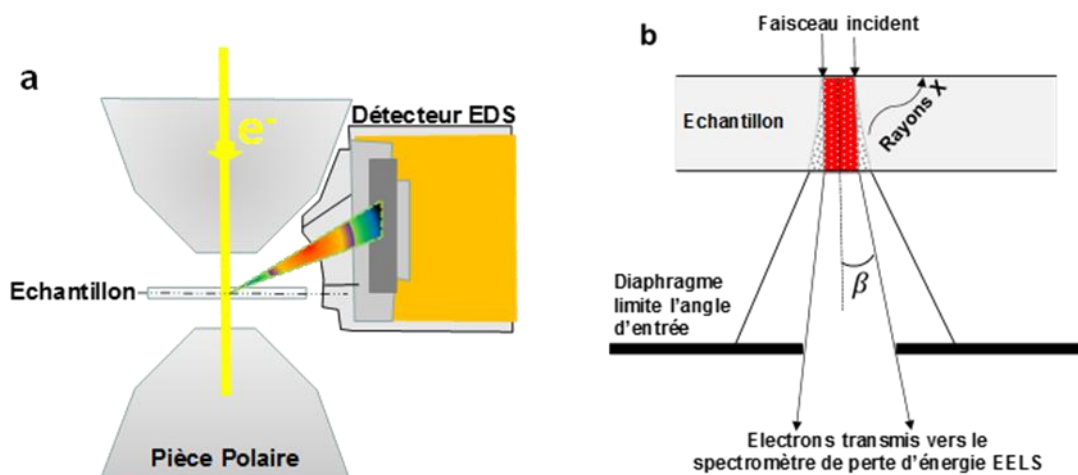 a
e-
Détecteur EDS
Echantillon
Pièce Polaire
b
Faisceau incident
Echantillon
Rayons X
Diaphragme
limite l'angle
d'entrée
β
Electrons transmis vers le
spectromètre de perte d'énergie EELS